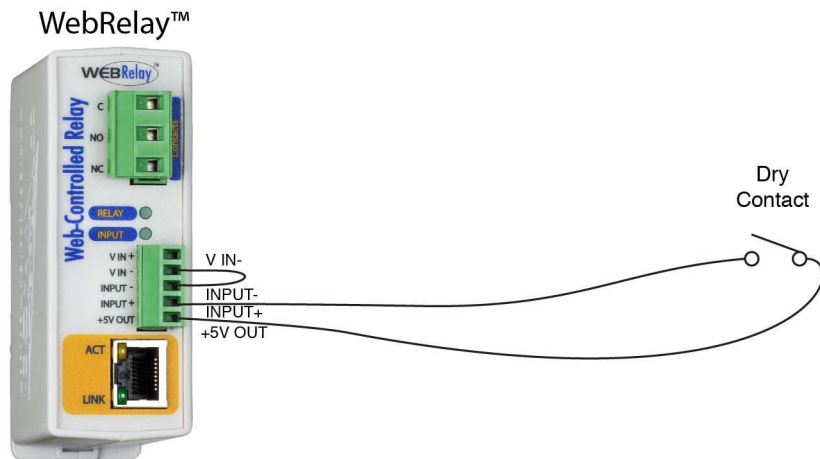 WebRelay™
WEBRelay™
Web-Controlled Relay
C
NO
NC
Contacts
RELAY
INPUT
V IN +
V IN -
INPUT -
INPUT +
+5V OUT
V IN-
INPUT-
INPUT+
+5V OUT
ACT
LINK
Dry
Contact